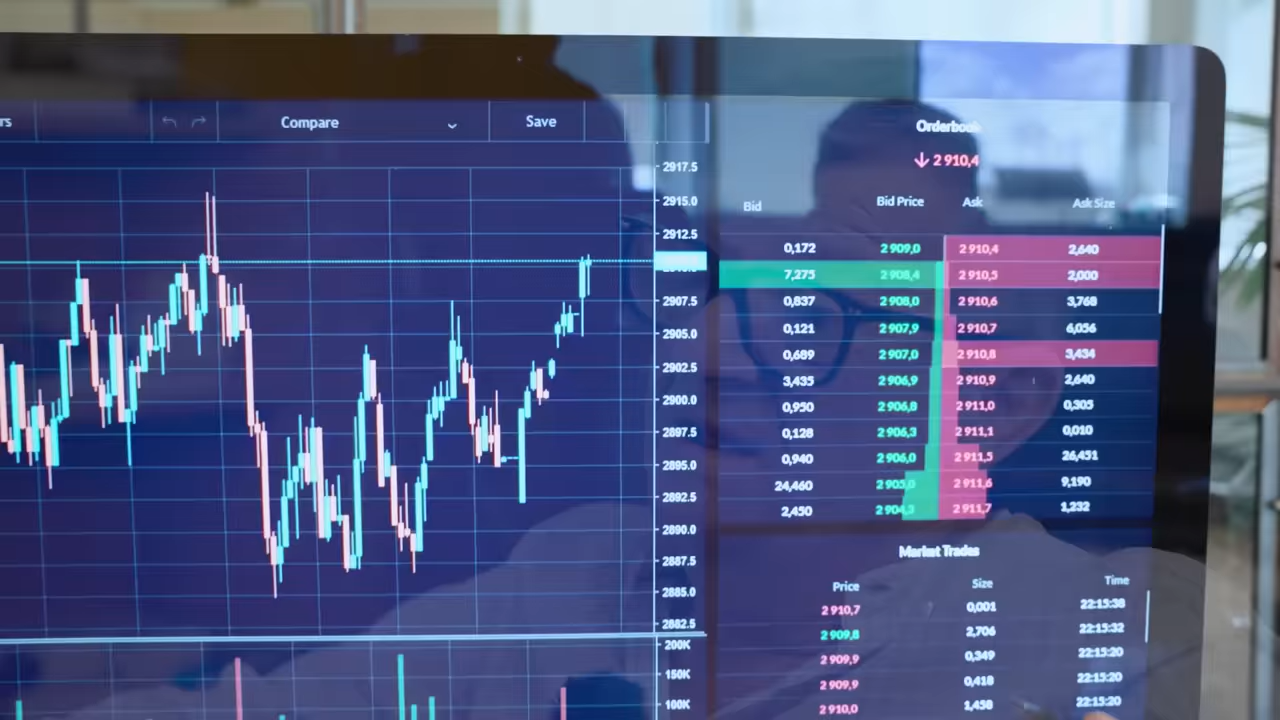 rs
Compare
Save
2917.5
2915.0
2912.5
2907.5
2905.0
2902.5
2900.0
2897.5
2895.0
2892.5
2890.0
2887.5
2885.0
2882.5
200K
150K
100K
Orderbook
↓ 2 910,4
Bid Bid Price Ask Ask Size
0,172 2 909,0 2 910,4 2,640
7,275 2 908,4 2 910,5 2,000
0,837 2 908,0 2 910,6 3,768
0,121 2 907,9 2 910,7 6,056
0,689 2 907,0 2 910,8 3,434
3,435 2 906,9 2 910,9 2,640
0,950 2 906,8 2 911,0 0,305
0,128 2 906,3 2 911,1 0,010
0,940 2 906,0 2 911,5 26,451
24,460 2 905,0 2 911,6 9,190
2,450 2 904,3 2 911,7 1,232
Market Trades
Price Size Time
2 910,7 0,001 22:15:38
2 909,8 2,706 22:15:32
2 909,9 0,349 22:15:20
2 909,9 0,418 22:15:20
2 910,0 1,458 22:15:20